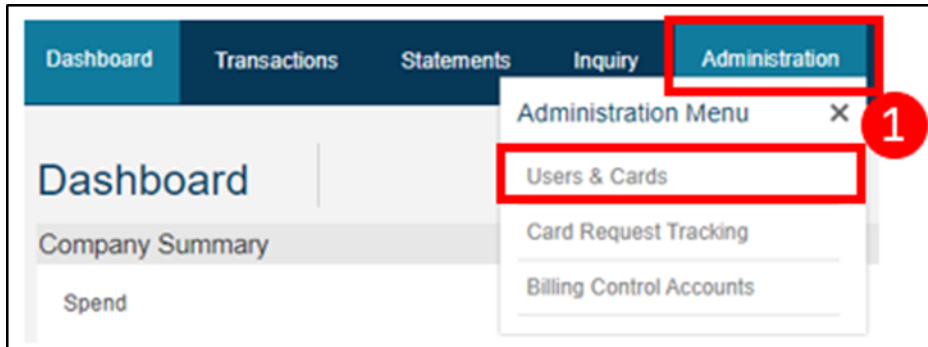 Dashboard Transactions Statements Inquiry Administration
Administration Menu ×
1
Dashboard
Users & Cards
Company Summary
Card Request Tracking
Spend
Billing Control Accounts